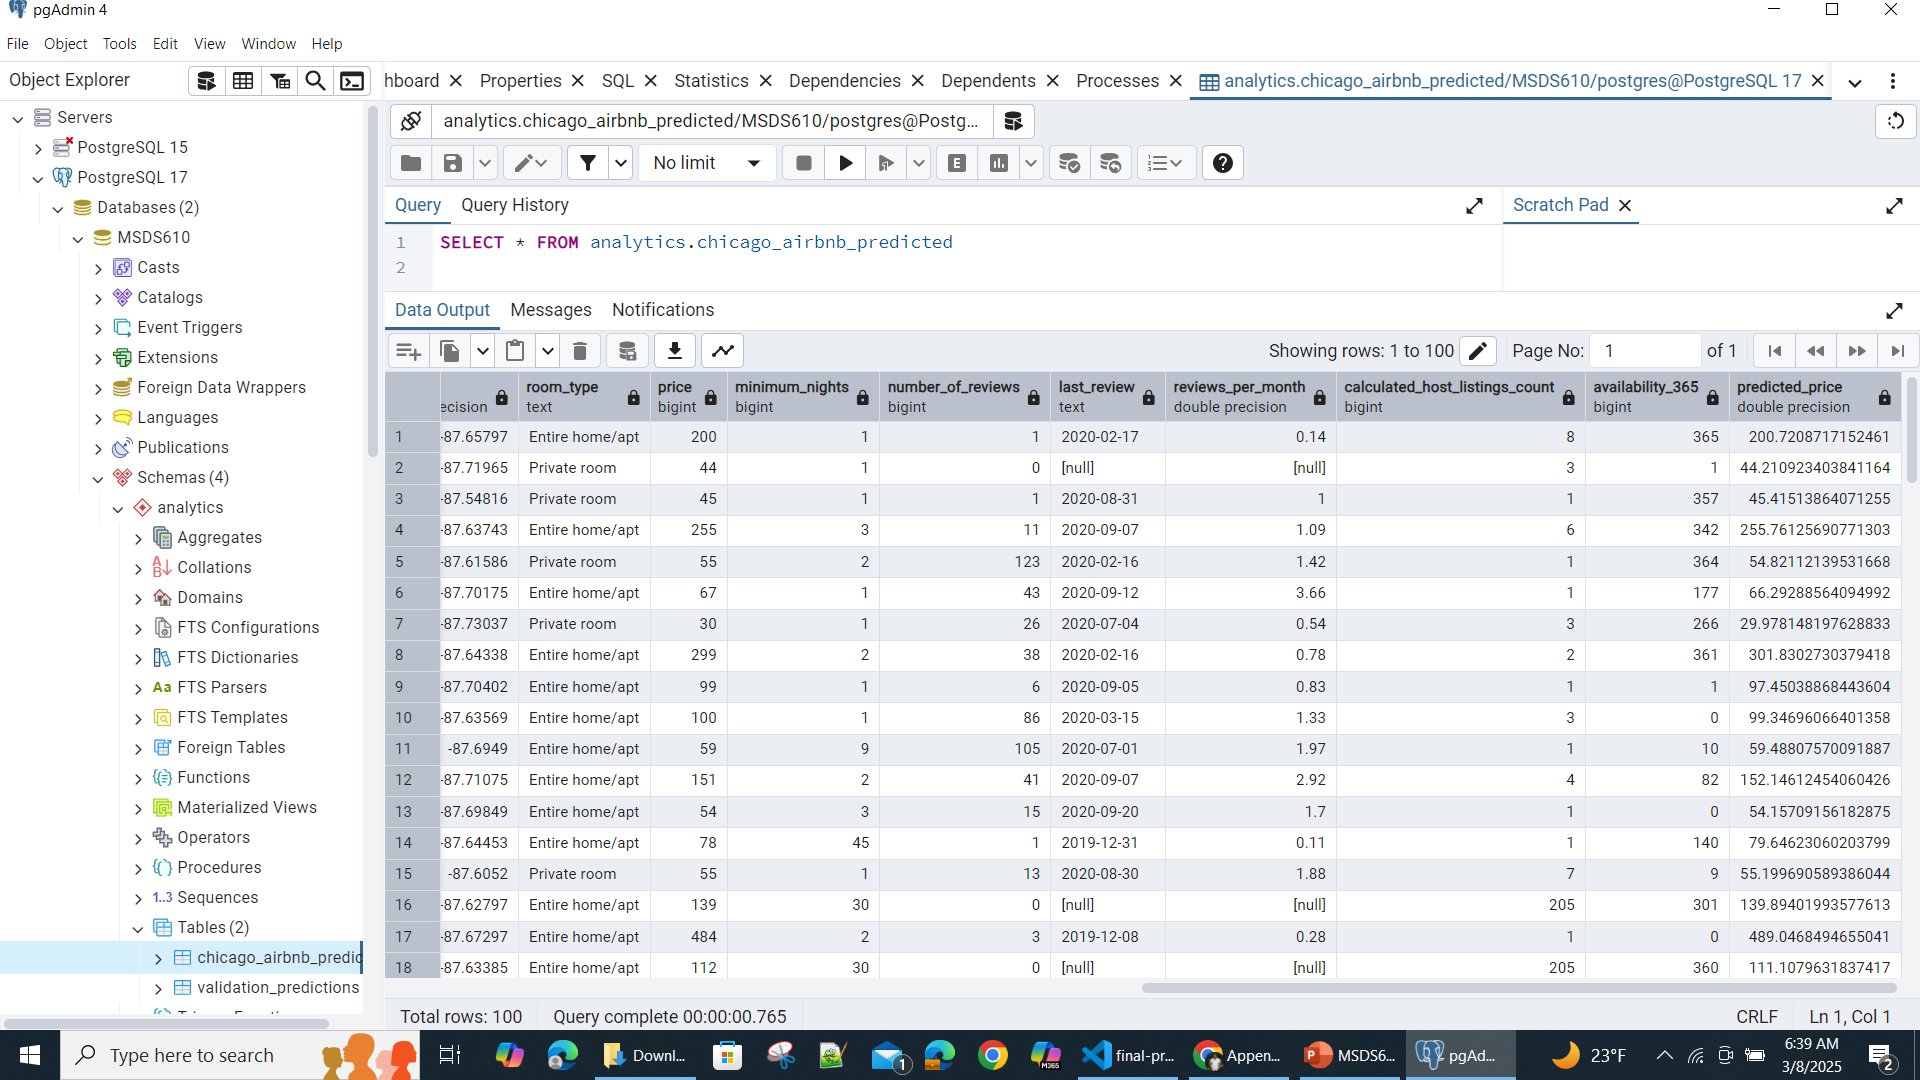 pgAdmin 4
File Object Tools Edit View Window Help
Object Explorer
hboard Properties SQL Statistics Dependencies Dependents Processes analytics.chicago_airbnb_predicted/MSDS610/postgres@PostgreSQL 17
Servers
PostgreSQL 15
PostgreSQL 17
Databases (2)
MSDS610
Casts
Catalogs
Event Triggers
Extensions
Foreign Data Wrappers
Languages
Publications
Schemas (4)
analytics
Aggregates
Collations
Domains
FTS Configurations
FTS Dictionaries
Aa FTS Parsers
FTS Templates
Foreign Tables
Functions
Materialized Views
Operators
Procedures
1..3 Sequences
Tables (2)
chicago_airbnb_predic
validation_predictions
analytics.chicago_airbnb_predicted/MSDS610/postgres@Postg...
No limit
E
Query Query History
Scratch Pad
1 SELECT * FROM analytics.chicago_airbnb_predicted
2
Data Output Messages Notifications
Showing rows: 1 to 100 Page No: 1 of 1
room_type price minimum_nights number_of_reviews last_review reviews_per_month calculated_host_listings_count availability_365 predicted_price
ecision text bigint bigint bigint text double precision bigint bigint double precision
1 -87.65797 Entire home/apt 200 1 1 2020-02-17 0.14 8 365 200.7208717152461
2 -87.71965 Private room 44 1 0 [null] [null] 3 1 44.210923403841164
3 -87.54816 Private room 45 1 1 2020-08-31 1 1 357 45.41513864071255
4 -87.63743 Entire home/apt 255 3 11 2020-09-07 1.09 6 342 255.76125690771303
5 -87.61586 Private room 55 2 123 2020-02-16 1.42 1 364 54.82112139531668
6 -87.70175 Entire home/apt 67 1 43 2020-09-12 3.66 1 177 66.29288564094992
7 -87.73037 Private room 30 1 26 2020-07-04 0.54 3 266 29.978148197628833
8 -87.64338 Entire home/apt 299 2 38 2020-02-16 0.78 2 361 301.8302730379418
9 -87.70402 Entire home/apt 99 1 6 2020-09-05 0.83 1 1 97.45038868443604
10 -87.63569 Entire home/apt 100 1 86 2020-03-15 1.33 3 0 99.34696066401358
11 -87.6949 Entire home/apt 59 9 105 2020-07-01 1.97 1 10 59.48807570091887
12 -87.71075 Entire home/apt 151 2 41 2020-09-07 2.92 4 82 152.14612454060426
13 -87.69849 Entire home/apt 54 3 15 2020-09-20 1.7 1 0 54.15709156182875
14 -87.64453 Entire home/apt 78 45 1 2019-12-31 0.11 1 140 79.64623060203799
15 -87.6052 Private room 55 1 13 2020-08-30 1.88 7 9 55.199690589386044
16 -87.62797 Entire home/apt 139 30 0 [null] [null] 205 301 139.89401993577613
17 -87.67297 Entire home/apt 484 2 3 2019-12-08 0.28 1 0 489.0468494655041
18 -87.63385 Entire home/apt 112 30 0 [null] [null] 205 360 111.1079631837417
Total rows: 100 Query complete 00:00:00.765 CRLF Ln 1, Col 1
Type here to search 1 M365 Downl... final-pr... Appen... MSDS6... pgAd... 23°F 6:39 AM
3/8/2025 2